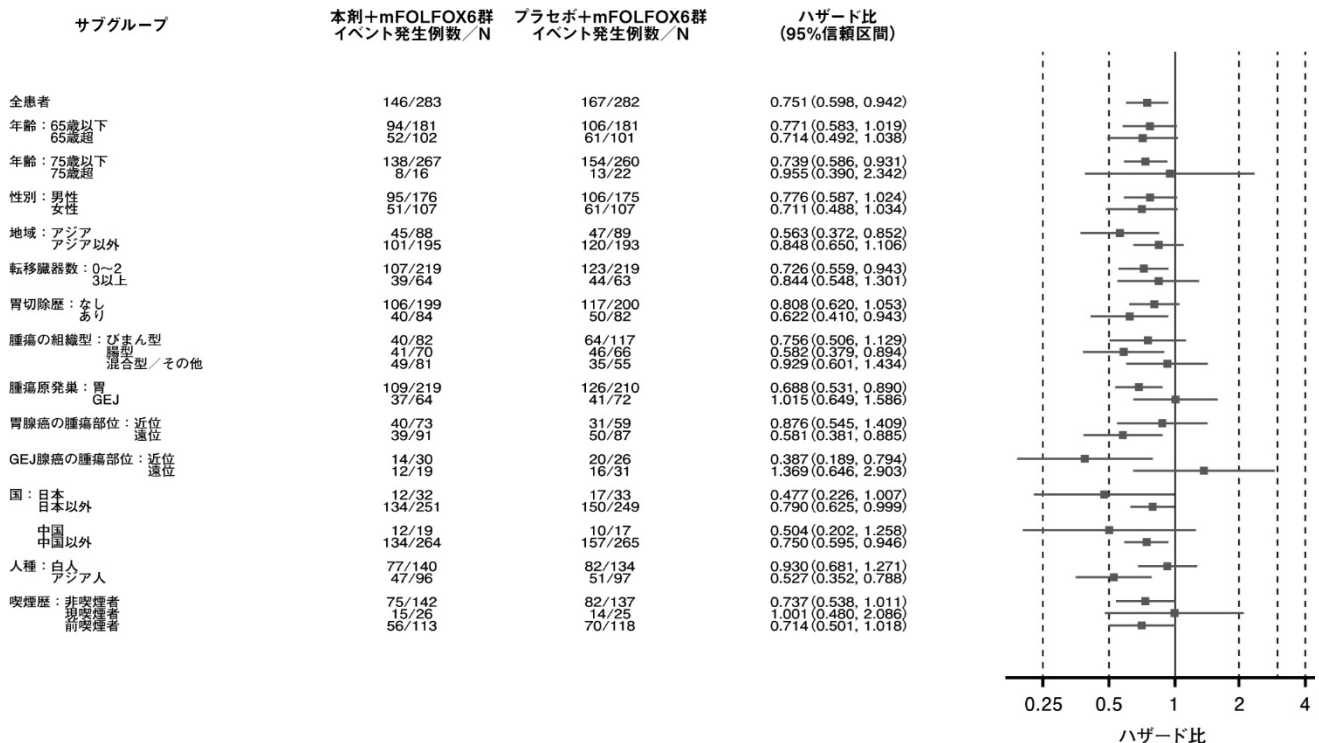 サブグループ 本剤+mFOLFOX6群 プラセボ+mFOLFOX6群 ハザード比
イベント発生例数/N イベント発生例数/N (95%信頼区間)
全患者 146/283 167/282 0.751(0.598, 0.942)
年齢:65歳以下 94/181 106/181 0.771(0.583, 1.019)
65歳超 52/102 61/101 0.714(0.492, 1.038)
年齢:75歳以下 138/267 154/260 0.739(0.586, 0.931)
75歳超 8/16 13/22 0.955(0.390, 2.342)
性別:男性 95/176 106/175 0.776(0.587, 1.024)
女性 51/107 61/107 0.711(0.488, 1.034)
地域:アジア 45/88 47/89 0.563(0.372, 0.852)
アジア以外 101/195 120/193 0.848(0.650, 1.106)
転移臓器数:0~2 107/219 123/219 0.726(0.559, 0.943)
3以上 39/64 44/63 0.844(0.548, 1.301)
胃切除歴:なし 106/199 117/200 0.808(0.620, 1.053)
あり 40/84 50/82 0.622(0.410, 0.943)
腫瘍の組織型:びまん型 40/82 64/117 0.756(0.506, 1.129)
腸型 41/70 46/66 0.582(0.379, 0.894)
混合型/その他 49/81 35/55 0.929(0.601, 1.434)
腫瘍原発巣:胃 109/219 126/210 0.688(0.531, 0.890)
GEJ 37/64 41/72 1.015(0.649, 1.586)
胃腺癌の腫瘍部位:近位 40/73 31/59 0.876(0.545, 1.409)
遠位 39/91 50/87 0.581(0.381, 0.885)
GEJ腺癌の腫瘍部位:近位 14/30 20/26 0.387(0.189, 0.794)
遠位 12/19 16/31 1.369(0.646, 2.903)
国:日本 12/32 17/33 0.477(0.226, 1.007)
日本以外 134/251 150/249 0.790(0.625, 0.999)
中国 12/19 10/17 0.504(0.202, 1.258)
中国以外 134/264 157/265 0.750(0.595, 0.946)
人種:白人 77/140 82/134 0.930(0.681, 1.271)
アジア人 47/96 51/97 0.527(0.352, 0.788)
喫煙歴:非喫煙者 75/142 82/137 0.737(0.538, 1.011)
現喫煙者 15/26 14/25 1.001(0.480, 2.086)
前喫煙者 56/113 70/118 0.714(0.501, 1.018)
0.25 0.5 1 2 4
ハザード比